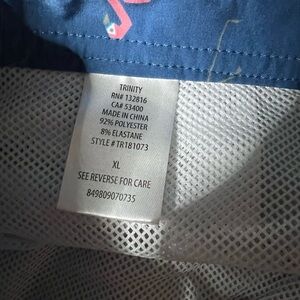 TRINITY
RN# 132816
CA# 53400
MADE IN CHINA
92% POLYESTER
8% ELASTANE
STYLE # TR181073
XL
SEE REVERSE FOR CARE
849809070735